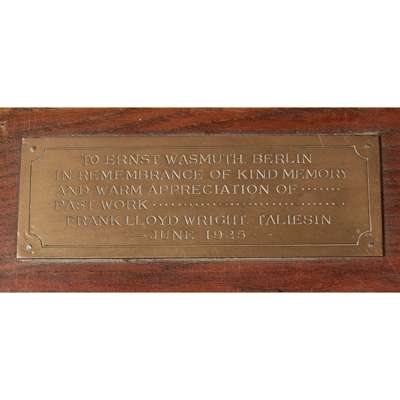 TO ERNST WASMUTH, BERLIN
IN REMEMBRANCE OF KIND MEMORY
AND WARM APPRECIATION OF ·······
PAST WORK ································
FRANK LLOYD WRIGHT, TALIESIN
— JUNE 1925 —